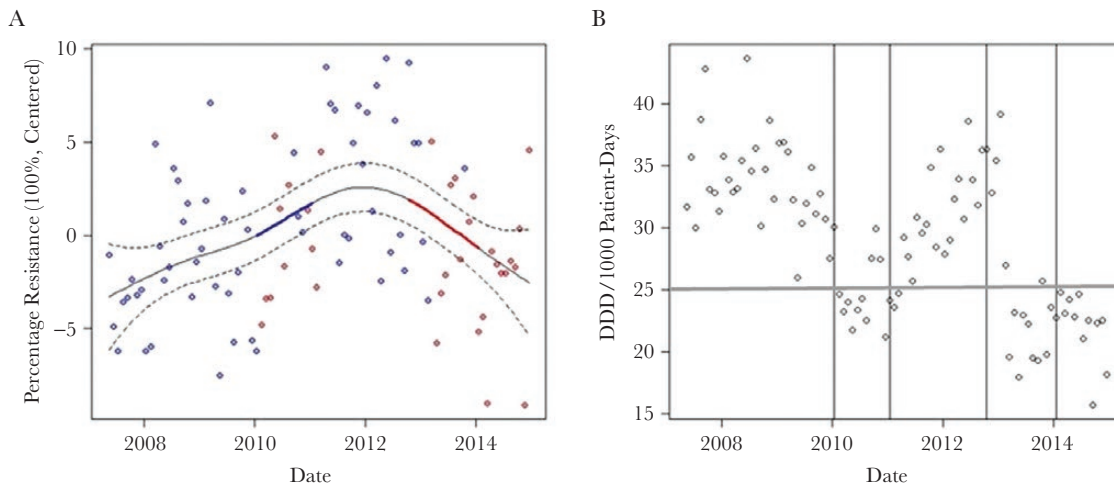 A
Percentage Resistance (100%, Centered)
10
5
0
−5
2008 2010 2012 2014
Date
B
DDD/1000 Patient-Days
40
35
30
25
20
15
2008 2010 2012 2014
Date